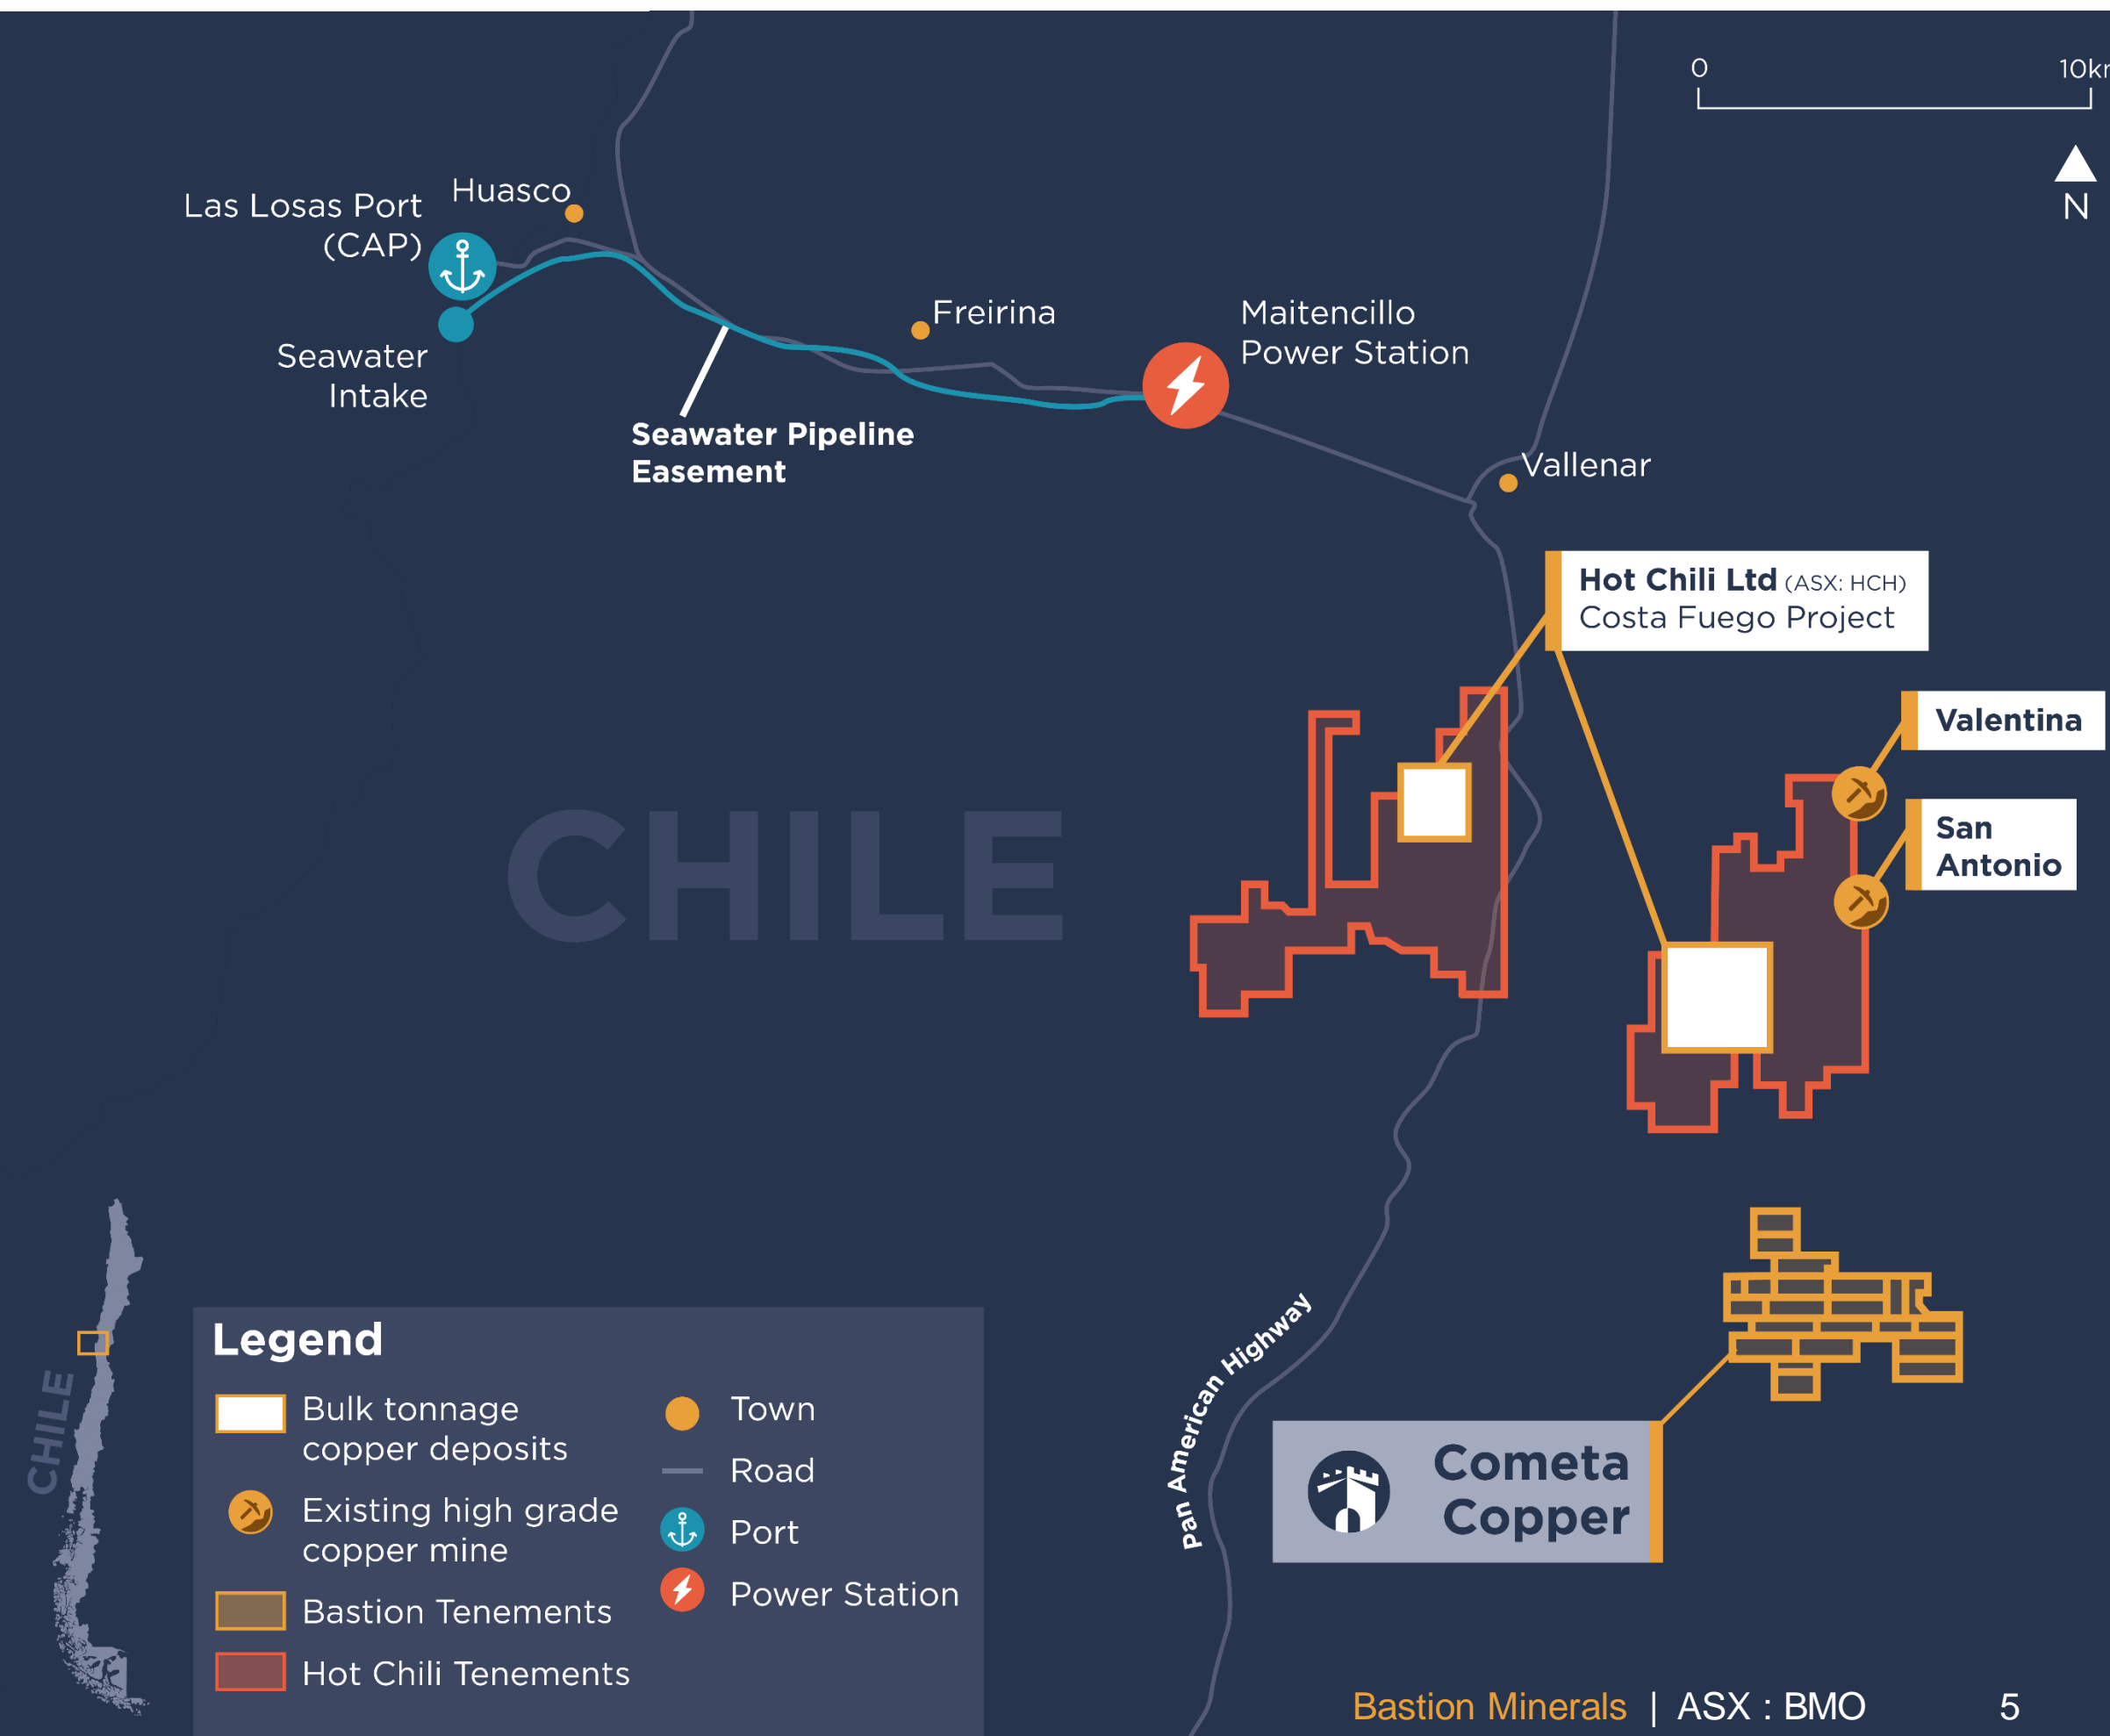 0
10k
N
Huasco
Las Losas Port
(CAP)
Seawater
Intake
Freirina
Maitencillo
Power Station
Seawater Pipeline
Easement
Vallenar
Hot Chili Ltd (ASX: HCH)
Costa Fuego Project
Valentina
San
Antonio
CHILE
Pan American Highway
Cometa
Copper
CHILE
Legend
Bulk tonnage
copper deposits
Existing high grade
copper mine
Bastion Tenements
Hot Chili Tenements
Town
Road
Port
Power Station
Bastion Minerals | ASX : BMO 5